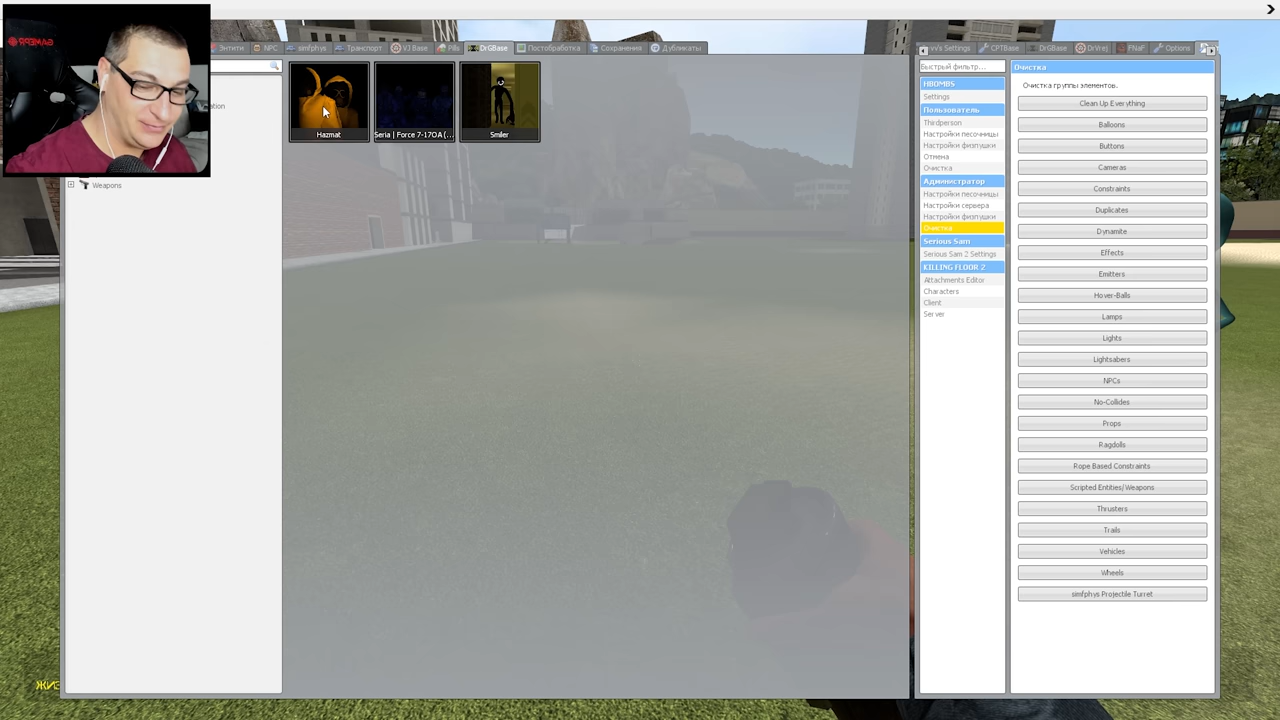 Энтити NPC simfphys Транспорт VJ Base Pills DrGBase Постобработка Сохранения Дубликаты
Settings CPTBase DrGBase DrVrej FNaF Options
Hazmat
Seria | Force 7-170A (...
Smiler
Weapons
Быстрый фильтр...
HBOMBS
Settings
Пользователь
Thirdperson
Настройки песочницы
Настройки физпушки
Отмена
Очистка
Администратор
Настройки песочницы
Настройки сервера
Настройки физпушки
Очистка
Serious Sam
Serious Sam 2 Settings
KILLING FLOOR 2
Attachments Editor
Characters
Client
Server
Очистка
Очистка группы элементов.
Clean Up Everything
Balloons
Buttons
Cameras
Constraints
Duplicates
Dynamite
Effects
Emitters
Hover-Balls
Lamps
Lights
Lightsabers
NPCs
No-Collides
Props
Ragdolls
Rope Based Constraints
Scripted Entities/Weapons
Thrusters
Trails
Vehicles
Wheels
simfphys Projectile Turret